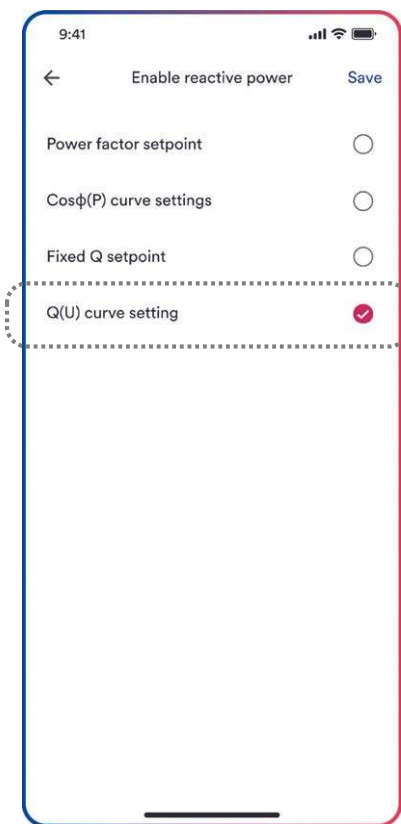 9:41
Enable reactive power Save
Power factor setpoint
Cosϕ(P) curve settings
Fixed Q setpoint
Q(U) curve setting